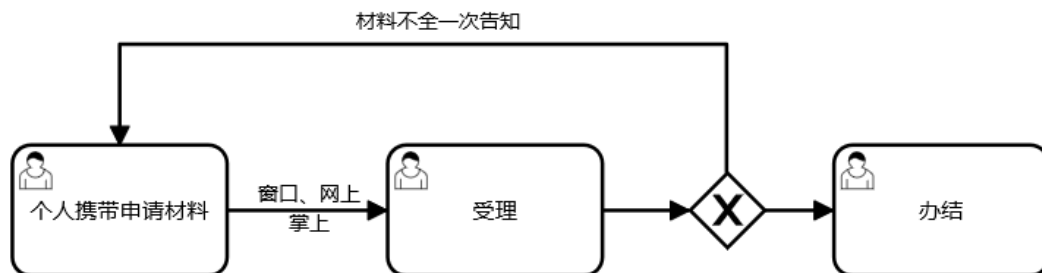 材料不全一次告知
个人携带申请材料
窗口、网上
掌上
受理
X
办结